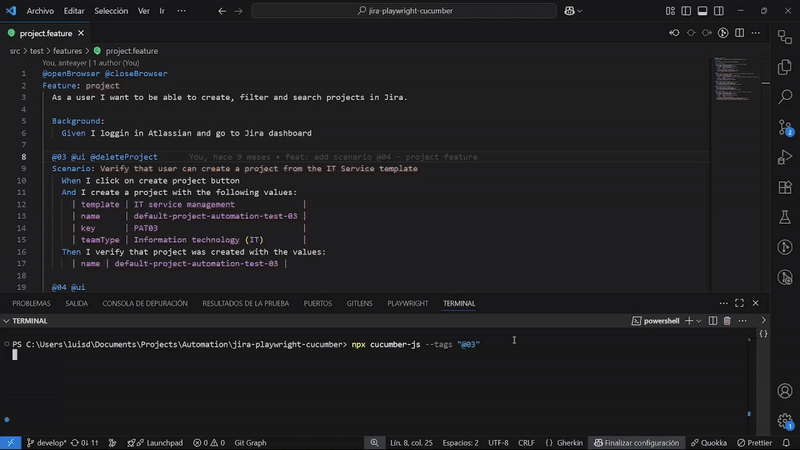 Archivo Editar Selección Ver Ir ··· jira-playwright-cucumber
project.feature
src > test > features > project.feature
You, anteayer | 1 author (You)
1 @openBrowser @closeBrowser
2 Feature: project
3 As a user I want to be able to create, filter and search projects in Jira.
4
5 Background:
6 Given I loggin in Atlassian and go to Jira dashboard
7
8 @03 @ui @deleteProject You, hace 9 meses • feat: add scenario @04 - project feature
9 Scenario: Verify that user can create a project from the IT Service template
10 When I click on create project button
11 And I create a project with the following values:
12 | template | IT service management |
13 | name | default-project-automation-test-03 |
14 | key | PAT03 |
15 | teamType | Information technology (IT) |
16 Then I verify that project was created with the values:
17 | name | default-project-automation-test-03 |
18
19 @04 @ui
PROBLEMAS SALIDA CONSOLA DE DEPURACIÓN RESULTADOS DE LA PRUEBA PUERTOS GITLENS PLAYWRIGHT TERMINAL
TERMINAL powershell
PS C:\Users\luisd\Documents\Projects\Automation\jira-playwright-cucumber> npx cucumber-js --tags "@03"
develop* 0↓ 1↑ Launchpad 0 0 Git Graph Lín. 8, col. 25 Espacios: 2 UTF-8 CRLF {} Gherkin Finalizar configuración Quokka Prettier